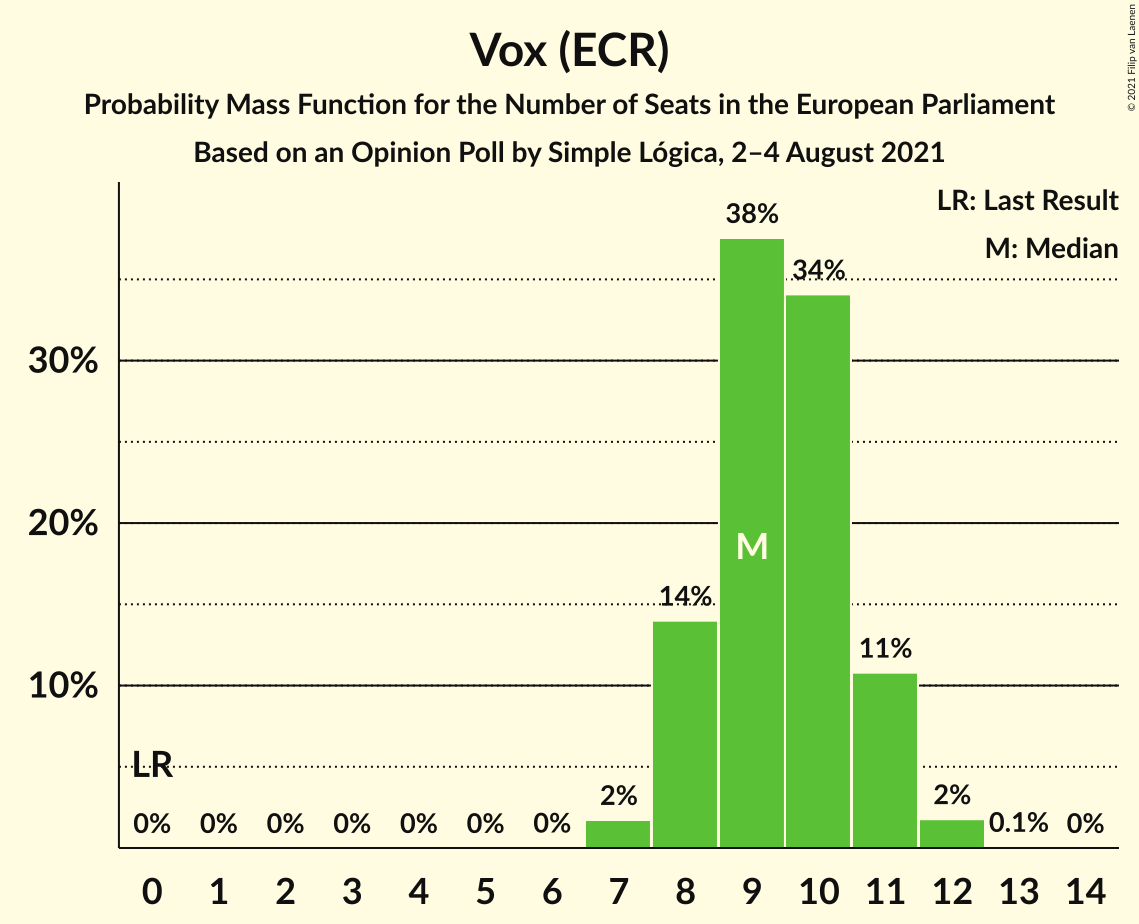 Vox (ECR)
Probability Mass Function for the Number of Seats in the European Parliament
Based on an Opinion Poll by Simple Lógica, 2–4 August 2021
© 2021 Filip van Laenen
LR: Last Result
M: Median
38%
34%
30%
20%
M
14%
11%
10%
LR
0% 0% 0% 0% 0% 0% 0% 2% 2% 0.1% 0%
0 1 2 3 4 5 6 7 8 9 10 11 12 13 14